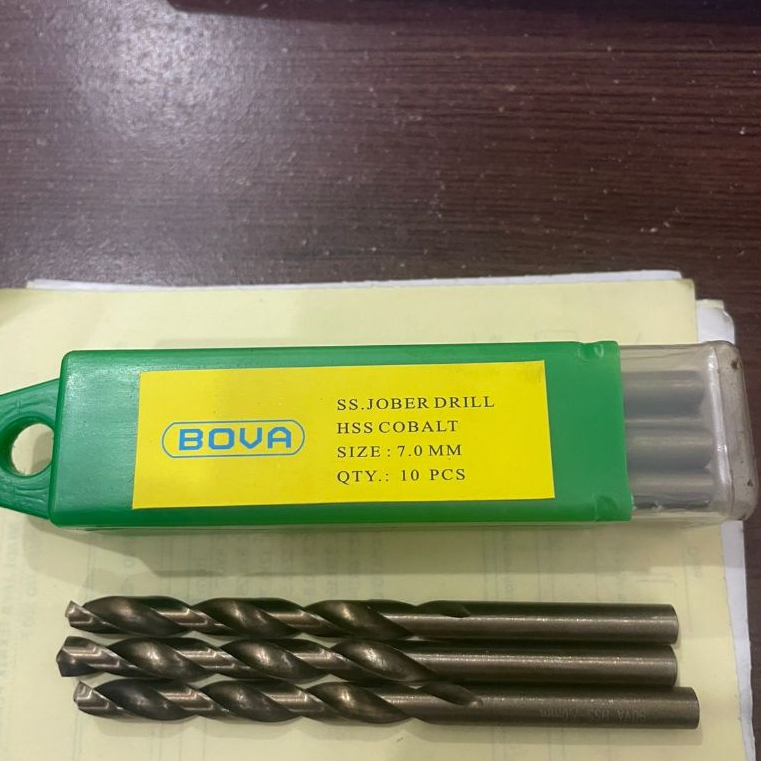 BOVA
SS.JOBER DRILL
HSS COBALT
SIZE : 7.0 MM
QTY.: 10 PCS